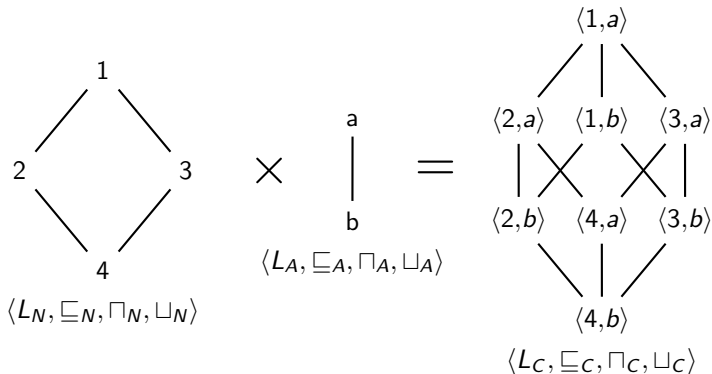 ⟨1,a⟩
1
a
⟨2,a⟩ ⟨1,b⟩ ⟨3,a⟩
2 3 × =
b
⟨2,b⟩ ⟨4,a⟩ ⟨3,b⟩
4
⟨L_A, ⊑_A, ⊓_A, ⊔_A⟩
⟨L_N, ⊑_N, ⊓_N, ⊔_N⟩
⟨4,b⟩
⟨L_C, ⊑_C, ⊓_C, ⊔_C⟩